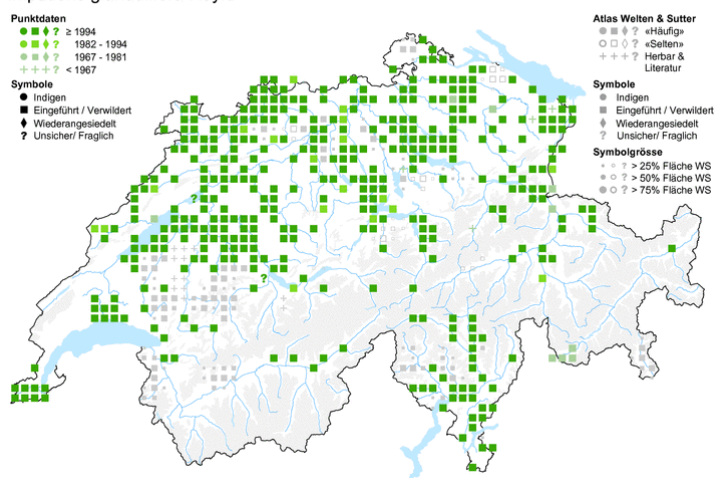 Punktdaten
? ≥ 1994
? 1982 - 1994
? 1967 - 1981
+++ < 1967
Symbole
Indigen
Eingeführt / Verwildert
Wiederangesiedelt
? Unsicher/ Fraglich
Atlas Welten & Sutter
? «Häufig»
? «Selten»
+++ Herbar &
Literatur
Symbole
Indigen
Eingeführt / Verwildert
Wiederangesiedelt
? Unsicher/ Fraglich
Symbolgrösse
? > 25% Fläche WS
? > 50% Fläche WS
? > 75% Fläche WS
?
?